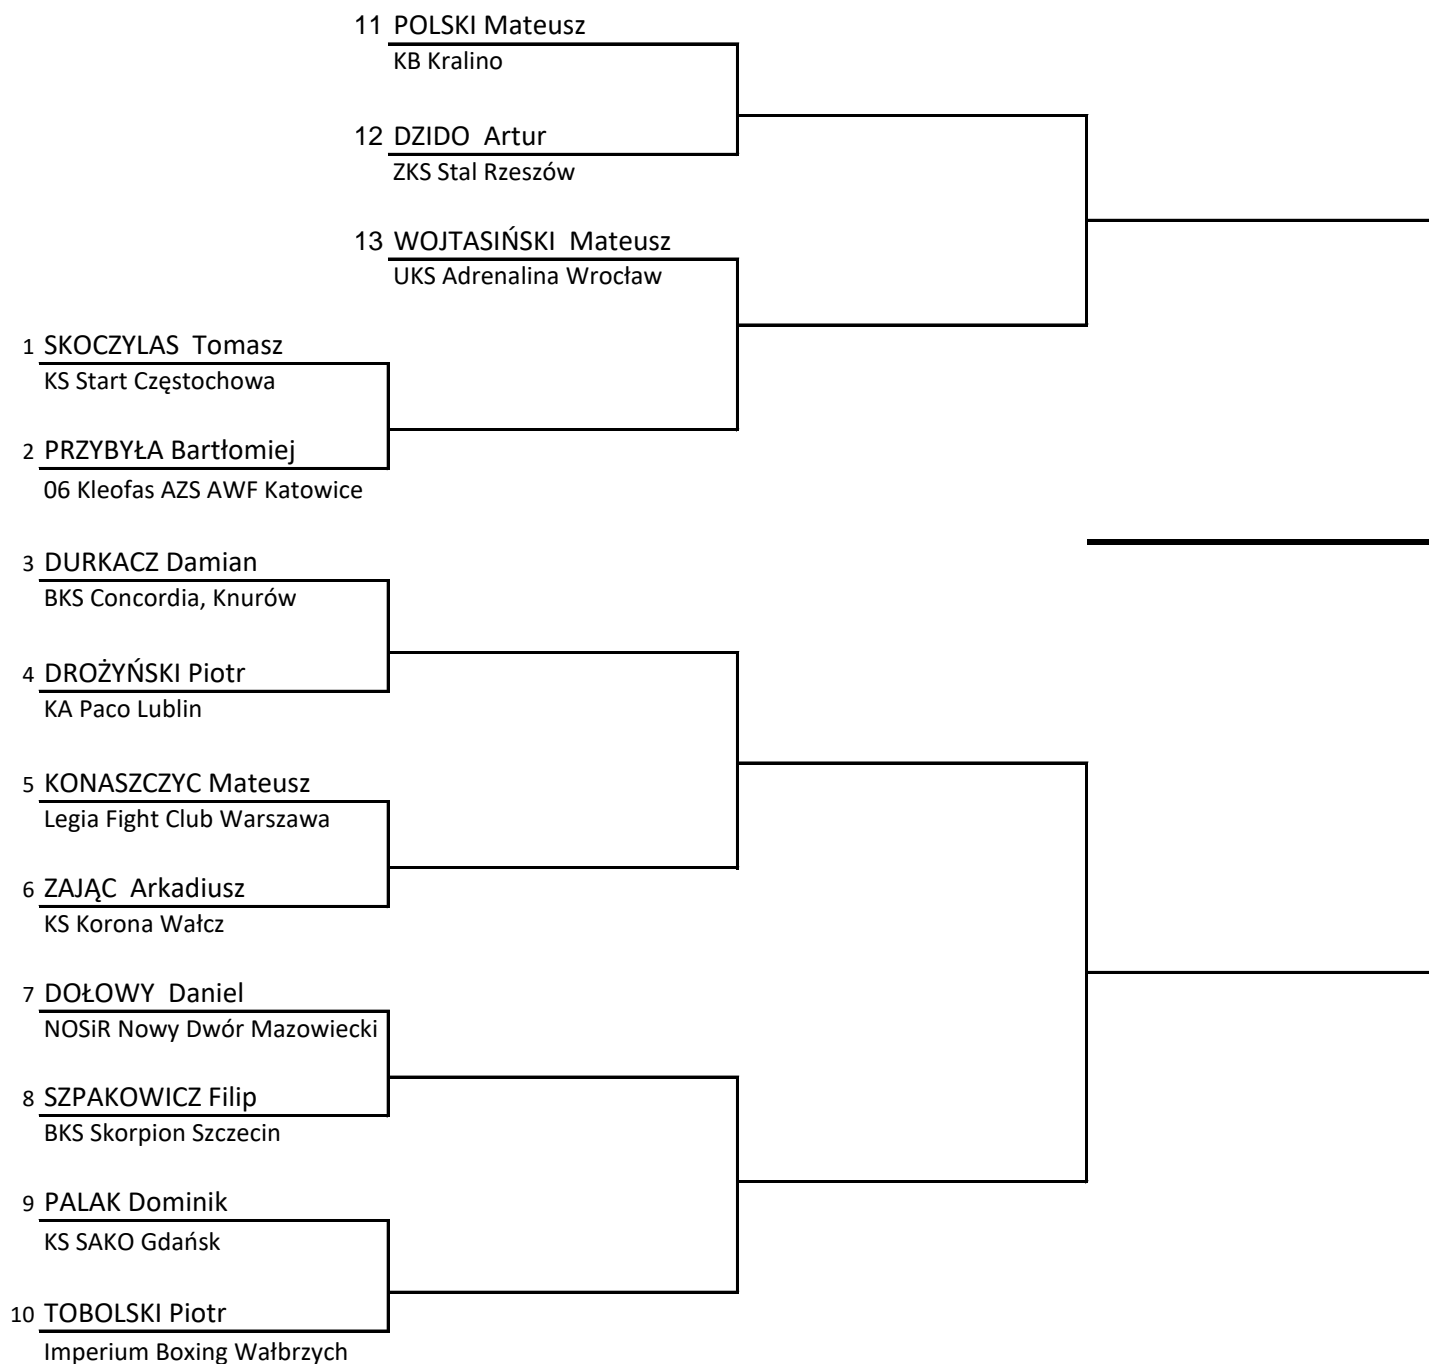 11 POLSKI Mateusz
KB Kralino
12 DZIDO Artur
ZKS Stal Rzeszów
13 WOJTASIŃSKI Mateusz
UKS Adrenalina Wrocław
1 SKOCZYLAS Tomasz
KS Start Częstochowa
2 PRZYBYŁA Bartłomiej
06 Kleofas AZS AWF Katowice
3 DURKACZ Damian
BKS Concordia, Knurów
4 DROŻYŃSKI Piotr
KA Paco Lublin
5 KONASZCZYC Mateusz
Legia Fight Club Warszawa
6 ZAJĄC Arkadiusz
KS Korona Wałcz
7 DOŁOWY Daniel
NOSiR Nowy Dwór Mazowiecki
8 SZPAKOWICZ Filip
BKS Skorpion Szczecin
9 PALAK Dominik
KS SAKO Gdańsk
10 TOBOLSKI Piotr
Imperium Boxing Wałbrzych